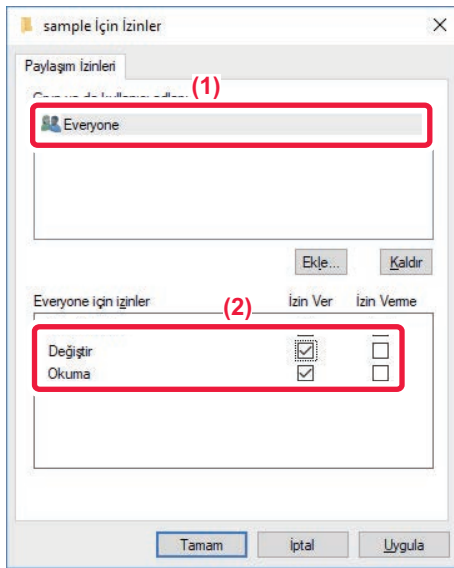 sample İçin İzinler
Paylaşım İzinleri
(1)
Everyone
Ekle... Kaldır
Everyone için izinler (2) İzin Ver İzin Verme
Değiştir
Okuma
Tamam İptal Uygula